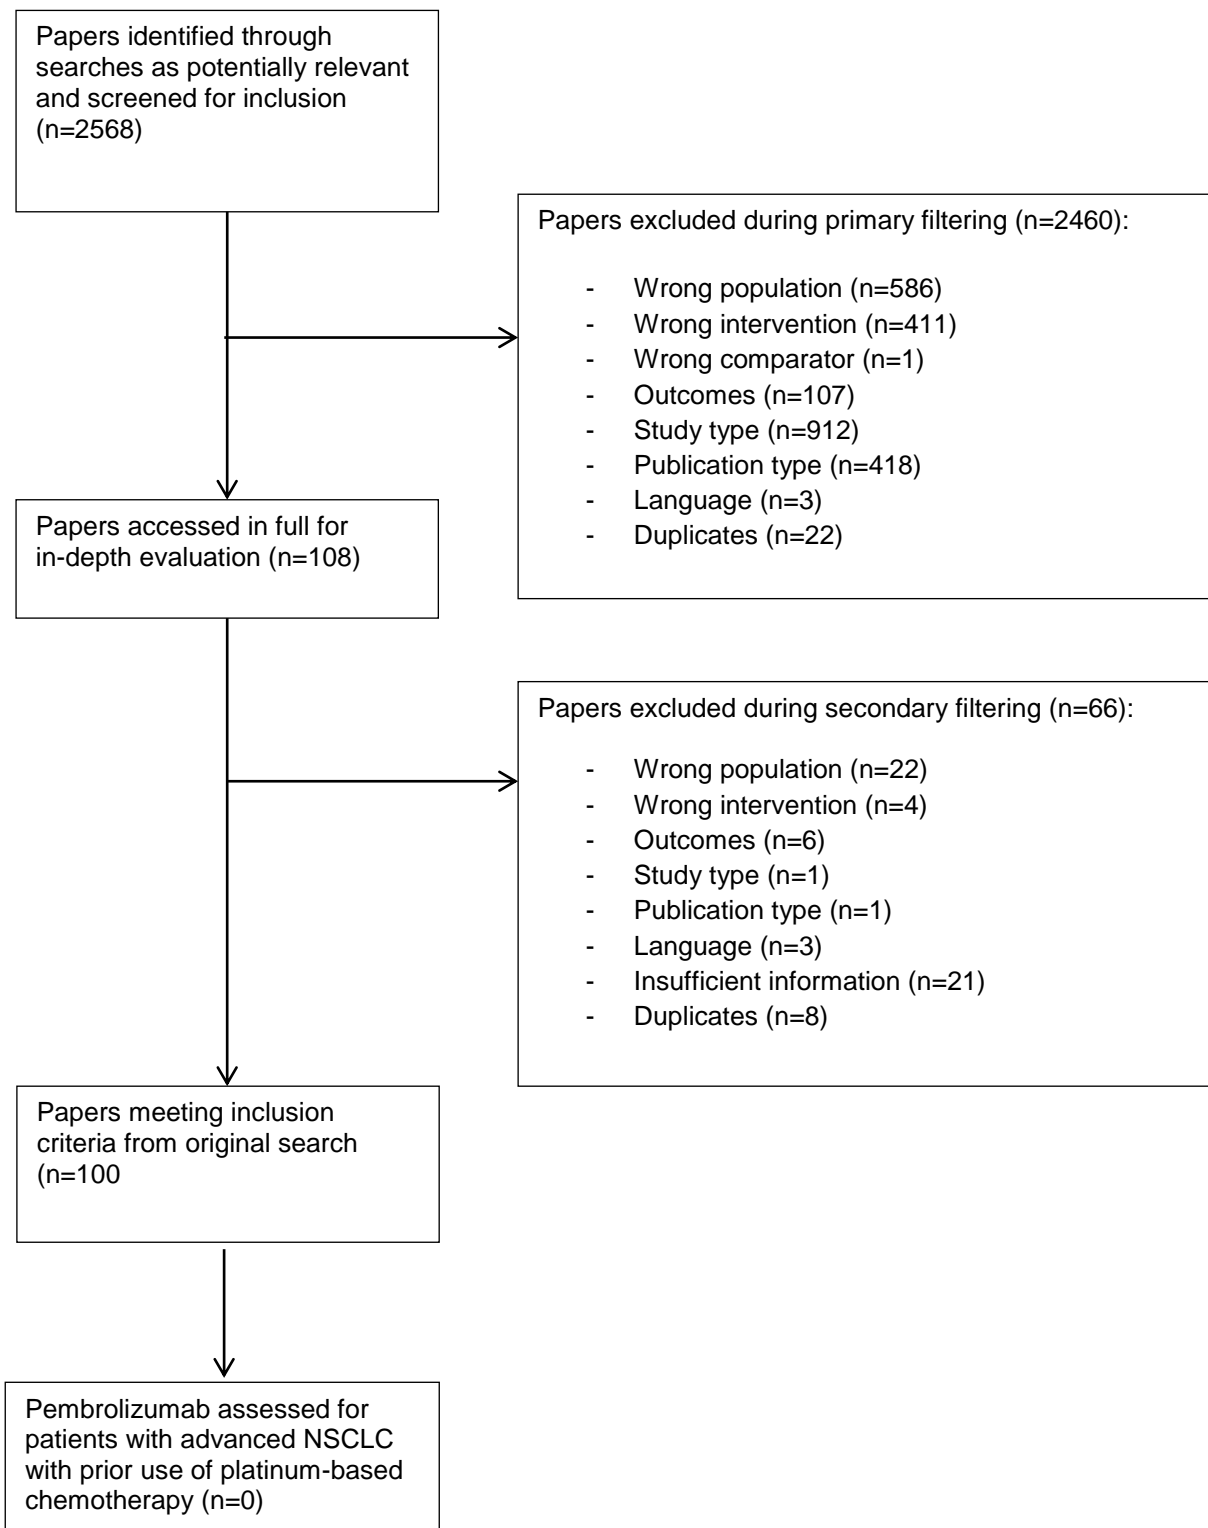 Papers identified through
searches as potentially relevant
and screened for inclusion
(n=2568)
Papers excluded during primary filtering (n=2460):
- Wrong population (n=586)
- Wrong intervention (n=411)
- Wrong comparator (n=1)
- Outcomes (n=107)
- Study type (n=912)
- Publication type (n=418)
- Language (n=3)
- Duplicates (n=22)
Papers accessed in full for
in-depth evaluation (n=108)
Papers excluded during secondary filtering (n=66):
- Wrong population (n=22)
- Wrong intervention (n=4)
- Outcomes (n=6)
- Study type (n=1)
- Publication type (n=1)
- Language (n=3)
- Insufficient information (n=21)
- Duplicates (n=8)
Papers meeting inclusion
criteria from original search
(n=100
Pembrolizumab assessed for
patients with advanced NSCLC
with prior use of platinum-based
chemotherapy (n=0)